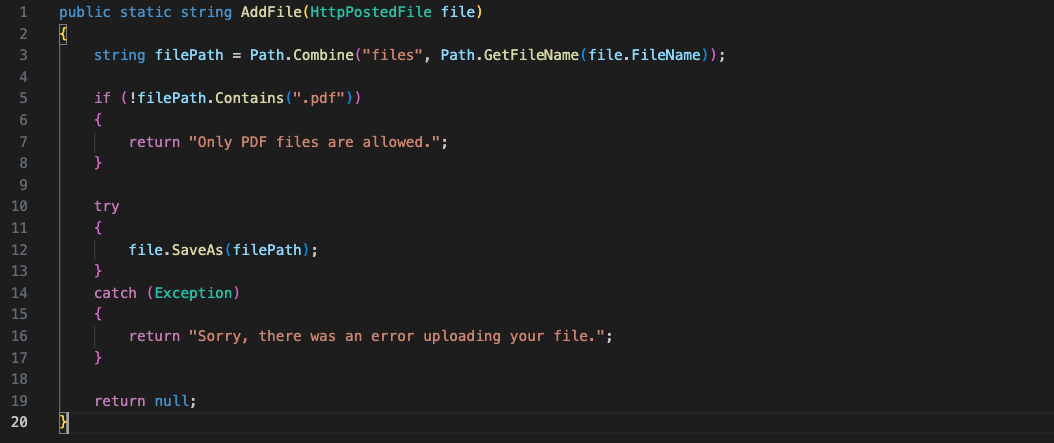 1 public static string AddFile(HttpPostedFile file)
2 {
3     string filePath = Path.Combine("files", Path.GetFileName(file.FileName));
4
5     if (!filePath.Contains(".pdf"))
6     {
7         return "Only PDF files are allowed.";
8     }
9
10     try
11     {
12         file.SaveAs(filePath);
13     }
14     catch (Exception)
15     {
16         return "Sorry, there was an error uploading your file.";
17     }
18
19     return null;
20 }